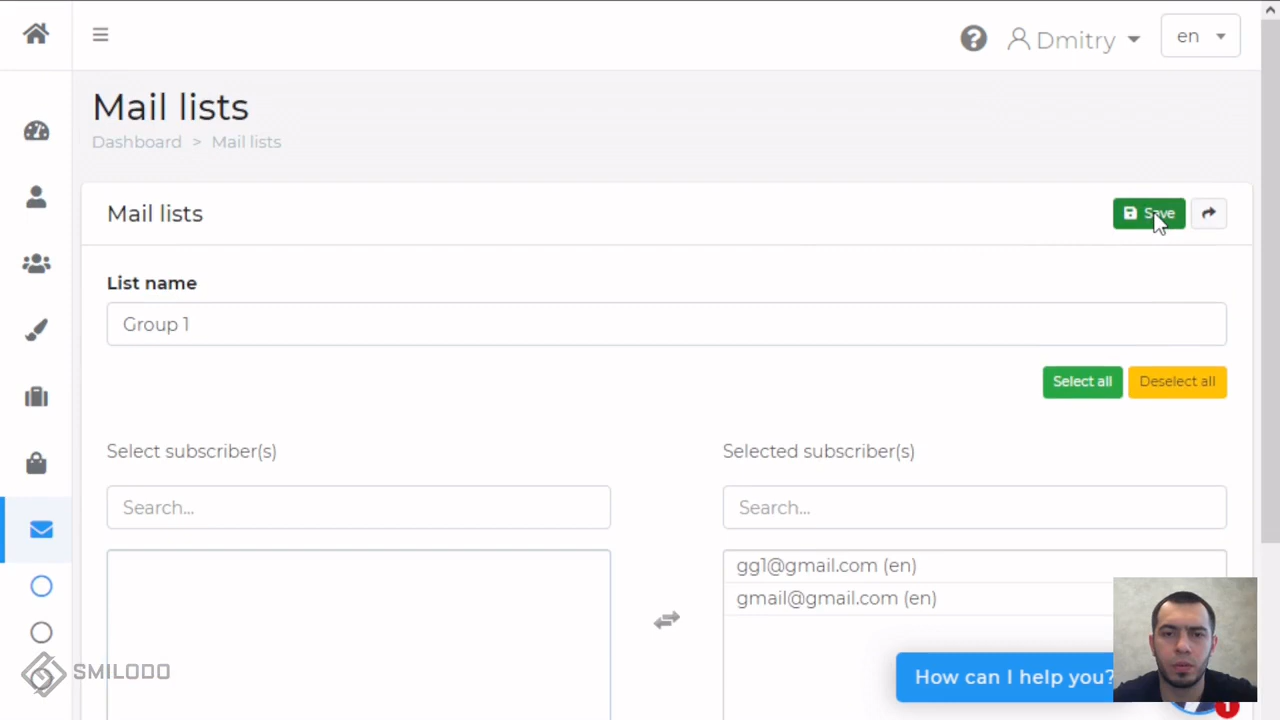 Dmitry
en
Mail lists
Dashboard > Mail lists
Mail lists
Save
List name
Group 1
Select all
Deselect all
Select subscriber(s)
Selected subscriber(s)
Search...
Search...
gg1@gmail.com (en)
gmail@gmail.com (en)
SMILODO
How can I help you?
1